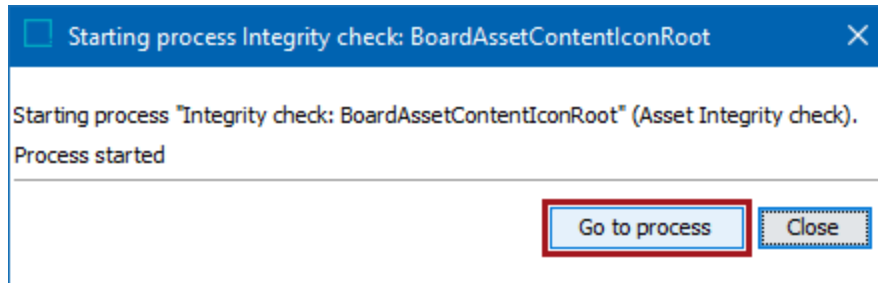 Starting process Integrity check: BoardAssetContentIconRoot
Starting process "Integrity check: BoardAssetContentIconRoot" (Asset Integrity check).
Process started
Go to process
Close